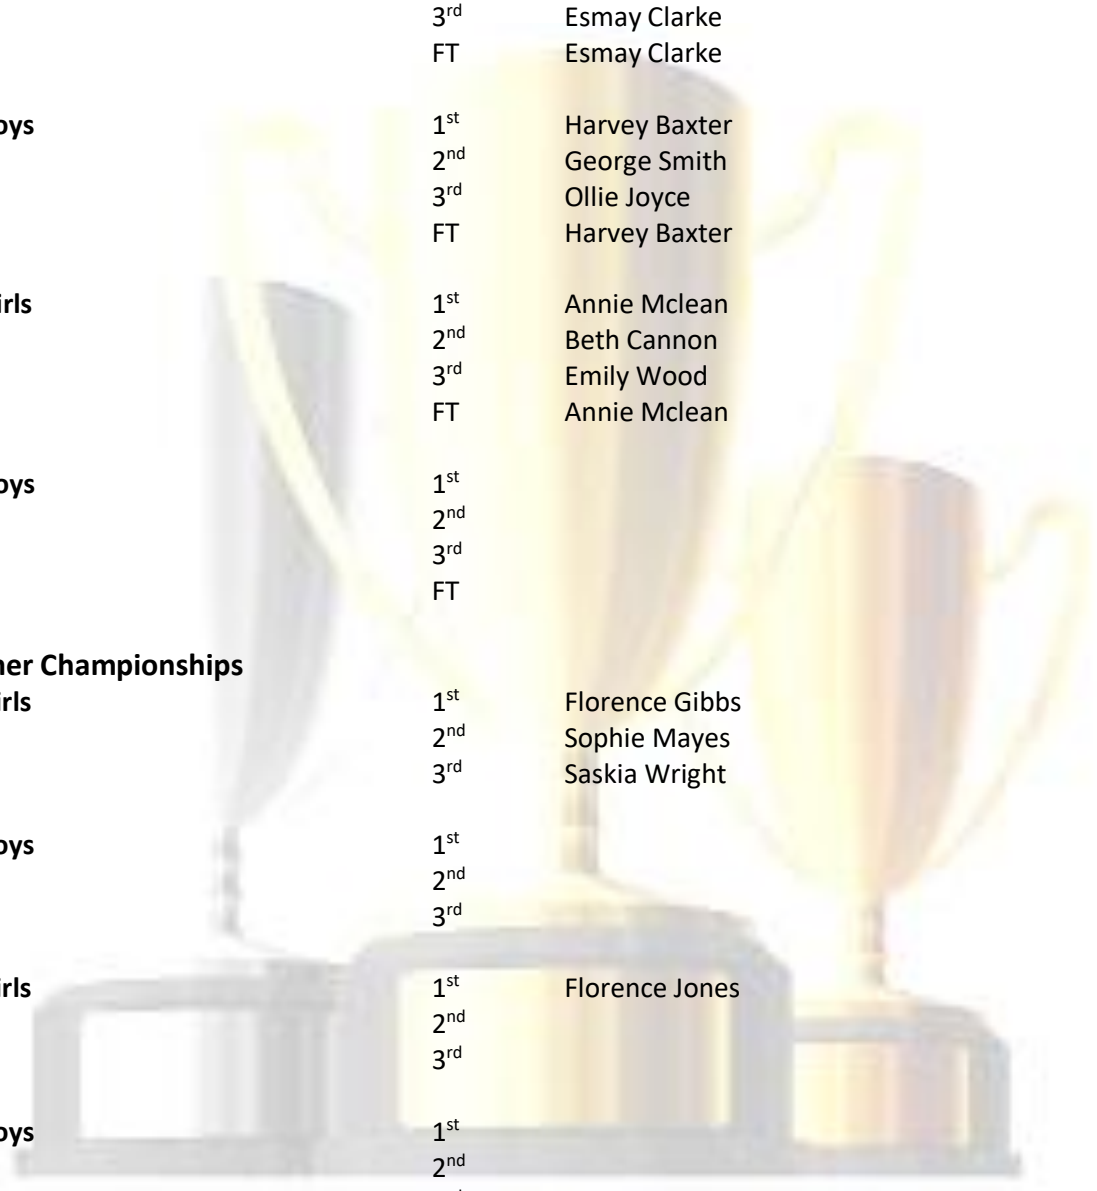 3rd Esmay Clarke
FT Esmay Clarke
oys 1st Harvey Baxter
2nd George Smith
3rd Ollie Joyce
FT Harvey Baxter
irls 1st Annie Mclean
2nd Beth Cannon
3rd Emily Wood
FT Annie Mclean
oys 1st
2nd
3rd
FT
ner Championships
irls 1st Florence Gibbs
2nd Sophie Mayes
3rd Saskia Wright
oys 1st
2nd
3rd
irls 1st Florence Jones
2nd
3rd
oys 1st
2nd